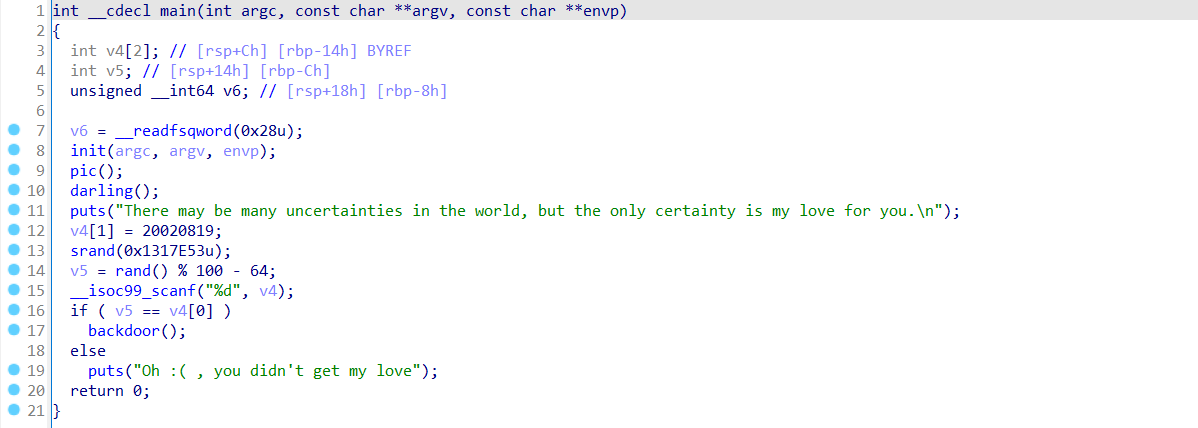 1 int __cdecl main(int argc, const char **argv, const char **envp)
2 {
3   int v4[2]; // [rsp+Ch] [rbp-14h] BYREF
4   int v5; // [rsp+14h] [rbp-Ch]
5   unsigned __int64 v6; // [rsp+18h] [rbp-8h]
6
7   v6 = __readfsqword(0x28u);
8   init(argc, argv, envp);
9   pic();
10   darling();
11   puts("There may be many uncertainties in the world, but the only certainty is my love for you.\n");
12   v4[1] = 20020819;
13   srand(0x1317E53u);
14   v5 = rand() % 100 - 64;
15   __isoc99_scanf("%d", v4);
16   if ( v5 == v4[0] )
17     backdoor();
18   else
19     puts("Oh :( , you didn't get my love");
20   return 0;
21 }